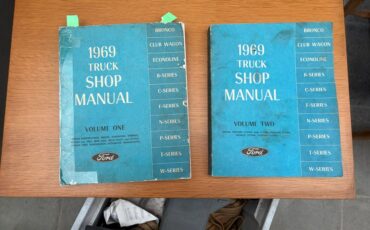 1969
TRUCK
SHOP
MANUAL
VOLUME ONE
Ford
BRONCO
CLUB WAGON
ECONOLINE
B-SERIES
C-SERIES
F-SERIES
N-SERIES
P-SERIES
T-SERIES
W-SERIES
1969
TRUCK
SHOP
MANUAL
VOLUME TWO
Ford
BRONCO
CLUB WAGON
ECONOLINE
B-SERIES
C-SERIES
F-SERIES
N-SERIES
P-SERIES
T-SERIES
W-SERIES